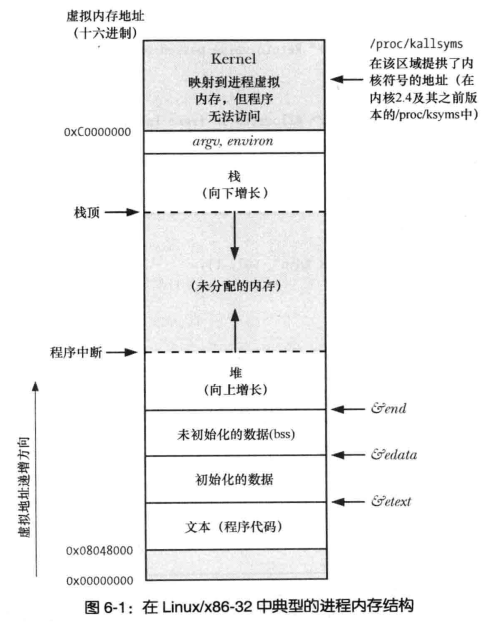 虚拟内存地址
（十六进制）
Kernel
映射到进程虚拟
内存，但程序
无法访问
/proc/kallsyms
在该区域提供了内
核符号的地址（在
内核2.4及其之前版
本的/proc/ksyms中）
0xC0000000
argv, environ
栈
（向下增长）
栈顶
（未分配的内存）
程序中断
堆
（向上增长）
&end
未初始化的数据(bss)
&edata
初始化的数据
&etext
文本（程序代码）
0x08048000
0x00000000
虚拟地址递增方向
图 6-1：在 Linux/x86-32 中典型的进程内存结构